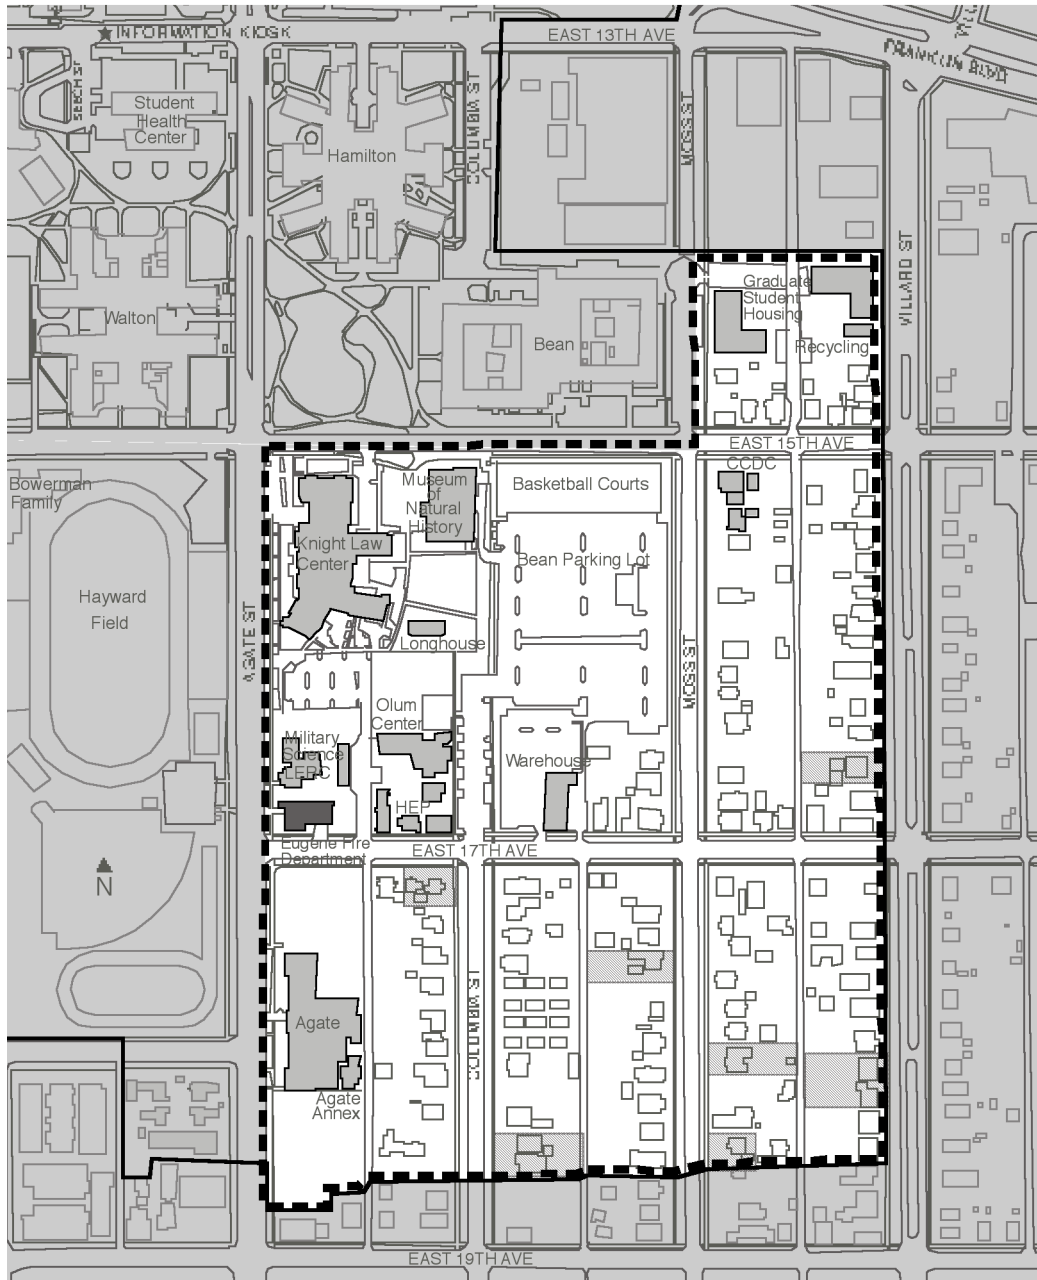 EAST 13TH AVE
INFORMATION KIOSK
FRANKLIN BLVD
BEECH ST
Student
Health
Center
Hamilton
COLUMBIA ST
MOSS ST
VILLARD ST
Graduate
Student
Housing
Recycling
Walton
Bean
EAST 15TH AVE
CCDC
Bowerman
Family
Museum
of
Natural
History
Basketball Courts
Knight Law
Center
Bean Parking Lot
Hayward
Field
AGATE ST
Longhouse
MOSS ST
Olum
Center
Military
Science
LERC
Warehouse
HEP
Eugene Fire
Department
EAST 17TH AVE
N
COLUMBIA ST
Agate
Agate
Annex
EAST 19TH AVE